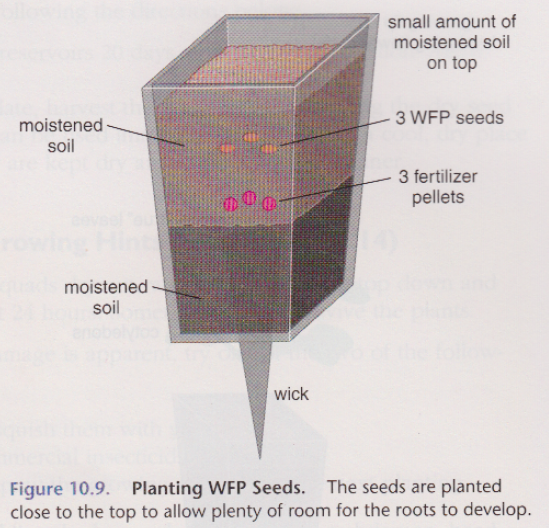 small amount of
moistened soil
on top
moistened
soil
3 WFP seeds
3 fertilizer
pellets
moistened
soil
wick
Figure 10.9. Planting WFP Seeds. The seeds are planted
close to the top to allow plenty of room for the roots to develop.